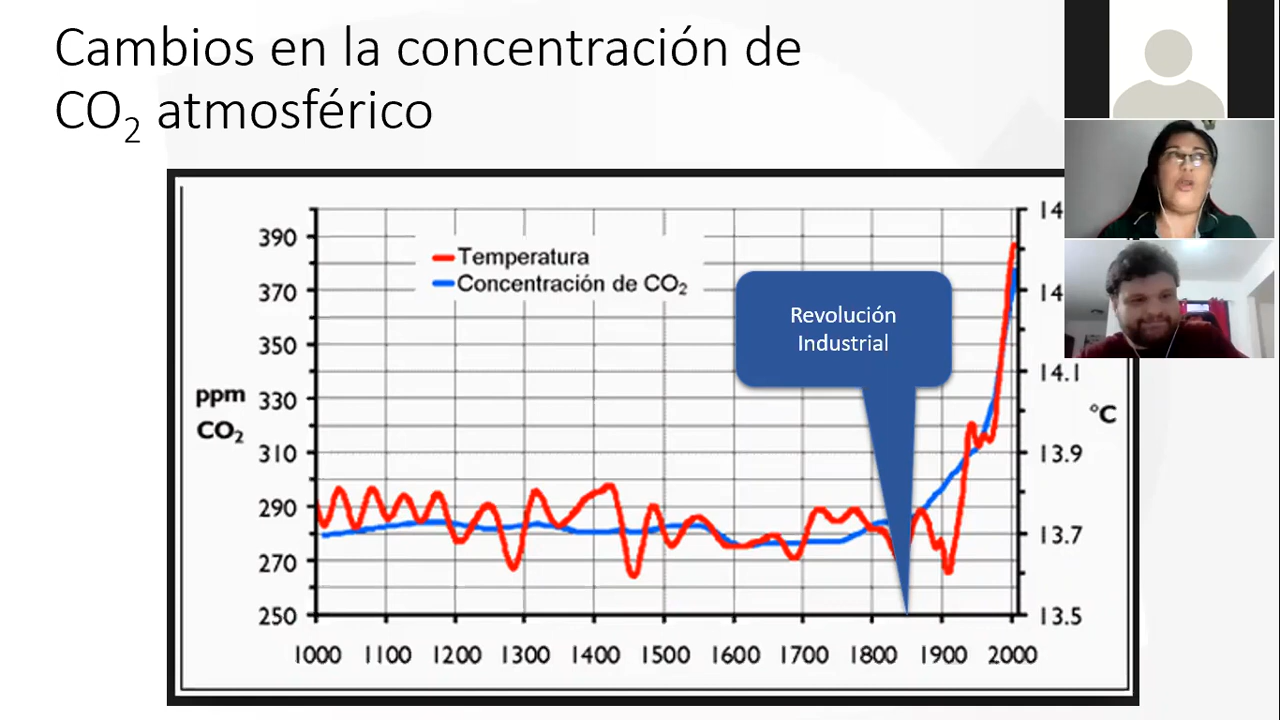 Cambios en la concentración de
CO₂ atmosférico
Temperatura
Concentración de CO₂
Revolución
Industrial
ppm
CO₂
390
370
350
330
310
290
270
250
14.1
13.9
13.7
13.5
°C
1000 1100 1200 1300 1400 1500 1600 1700 1800 1900 2000